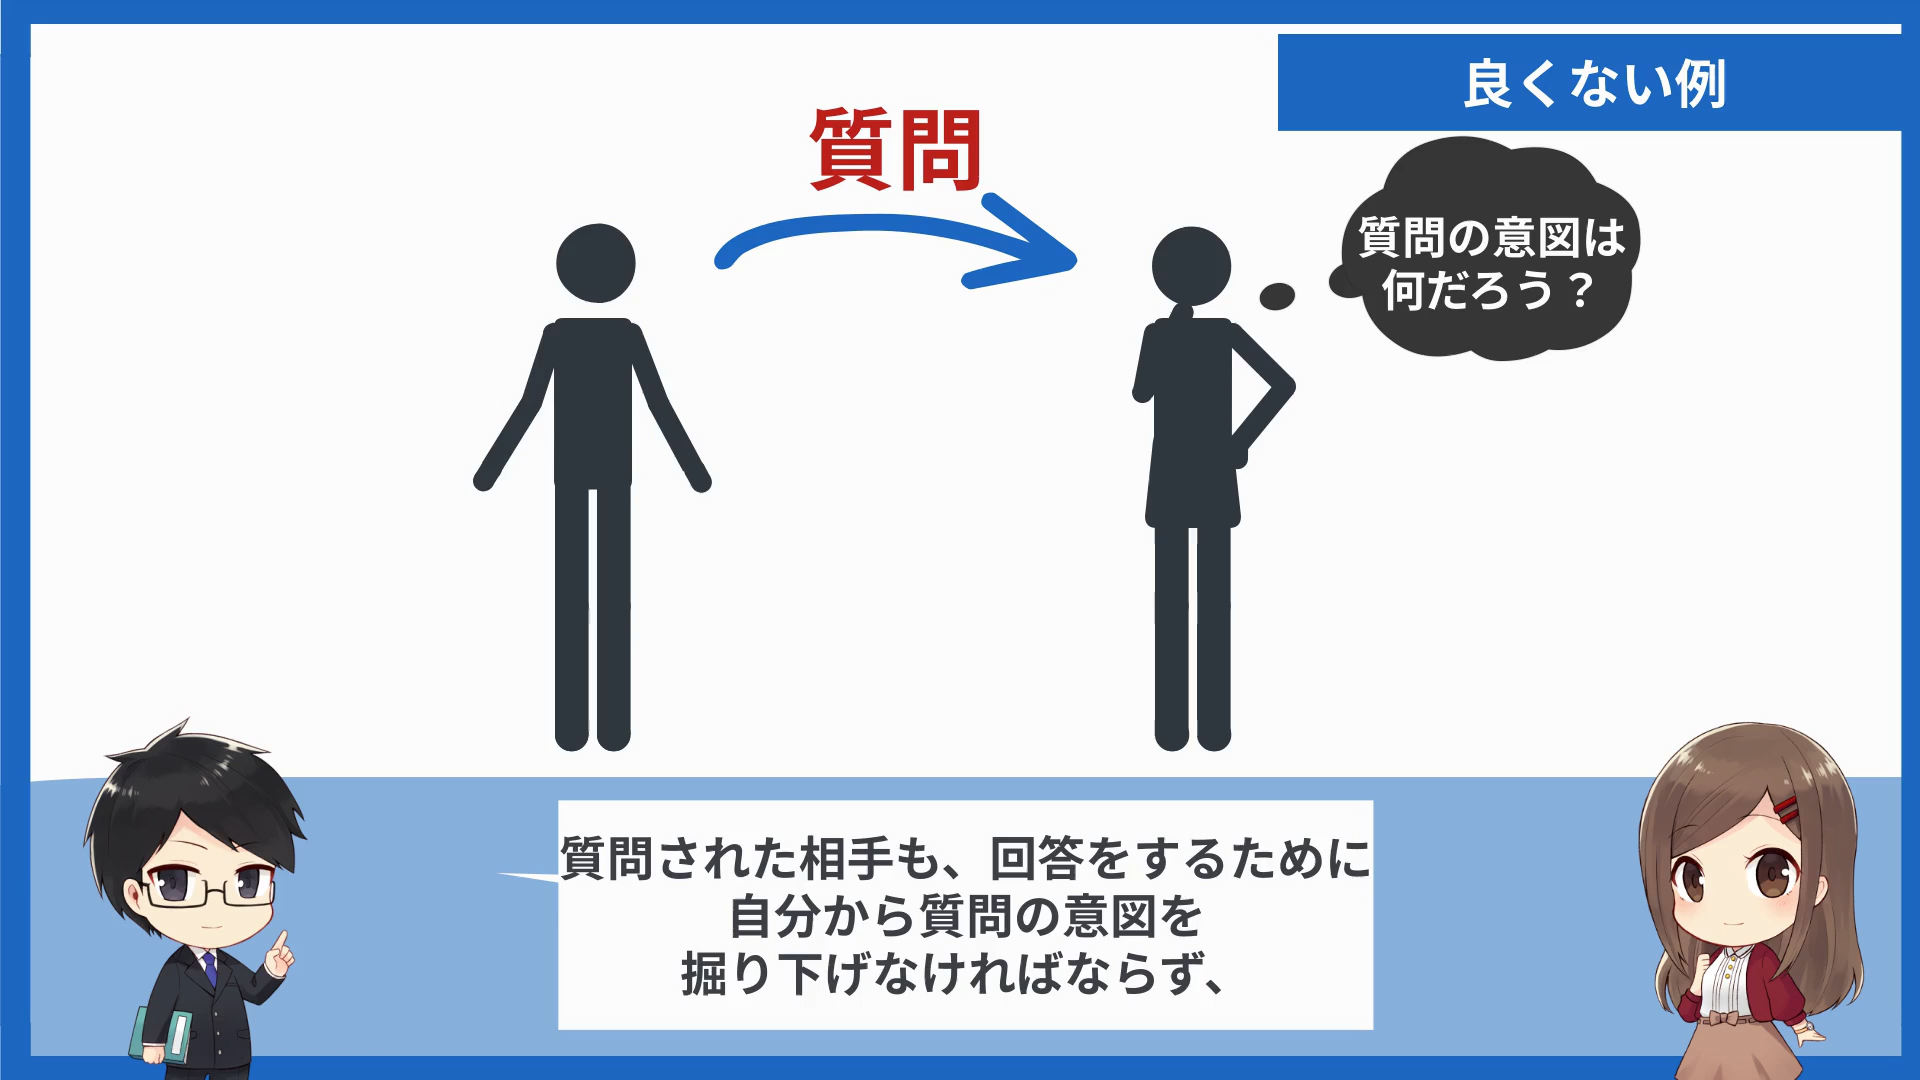 良くない例
質問
質問の意図は
何だろう？
質問された相手も、回答をするために
自分から質問の意図を
掘り下げなければならず、